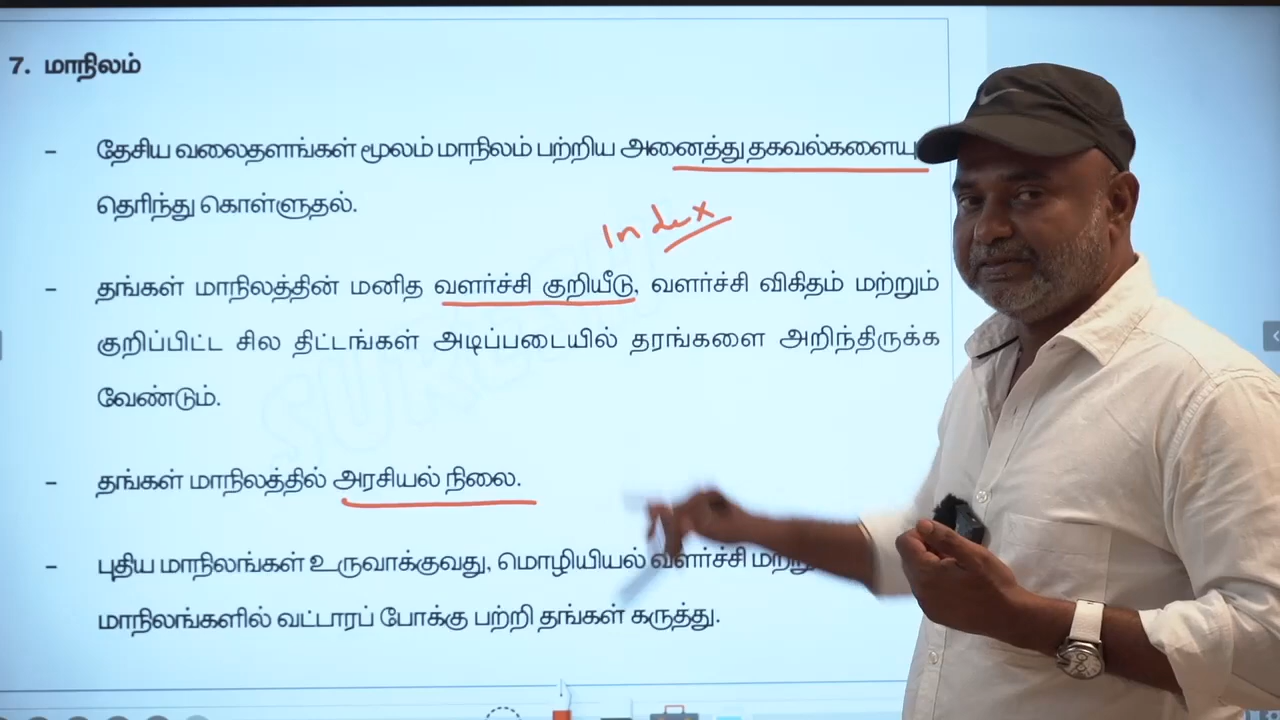 7. மாநிலம்
– தேசிய வலைதளங்கள் மூலம் மாநிலம் பற்றிய அனைத்து தகவல்களையு
தெரிந்து கொள்ளுதல்.
Index
– தங்கள் மாநிலத்தின் மனித வளர்ச்சி குறியீடு, வளர்ச்சி விகிதம் மற்றும்
குறிப்பிட்ட சில திட்டங்கள் அடிப்படையில் தரங்களை அறிந்திருக்க
வேண்டும்.
– தங்கள் மாநிலத்தில் அரசியல் நிலை.
– புதிய மாநிலங்கள் உருவாக்குவது, மொழியியல் வளர்ச்சி
மாநிலங்களில் வட்டாரப் போக்கு பற்றி தங்கள் கருத்து.